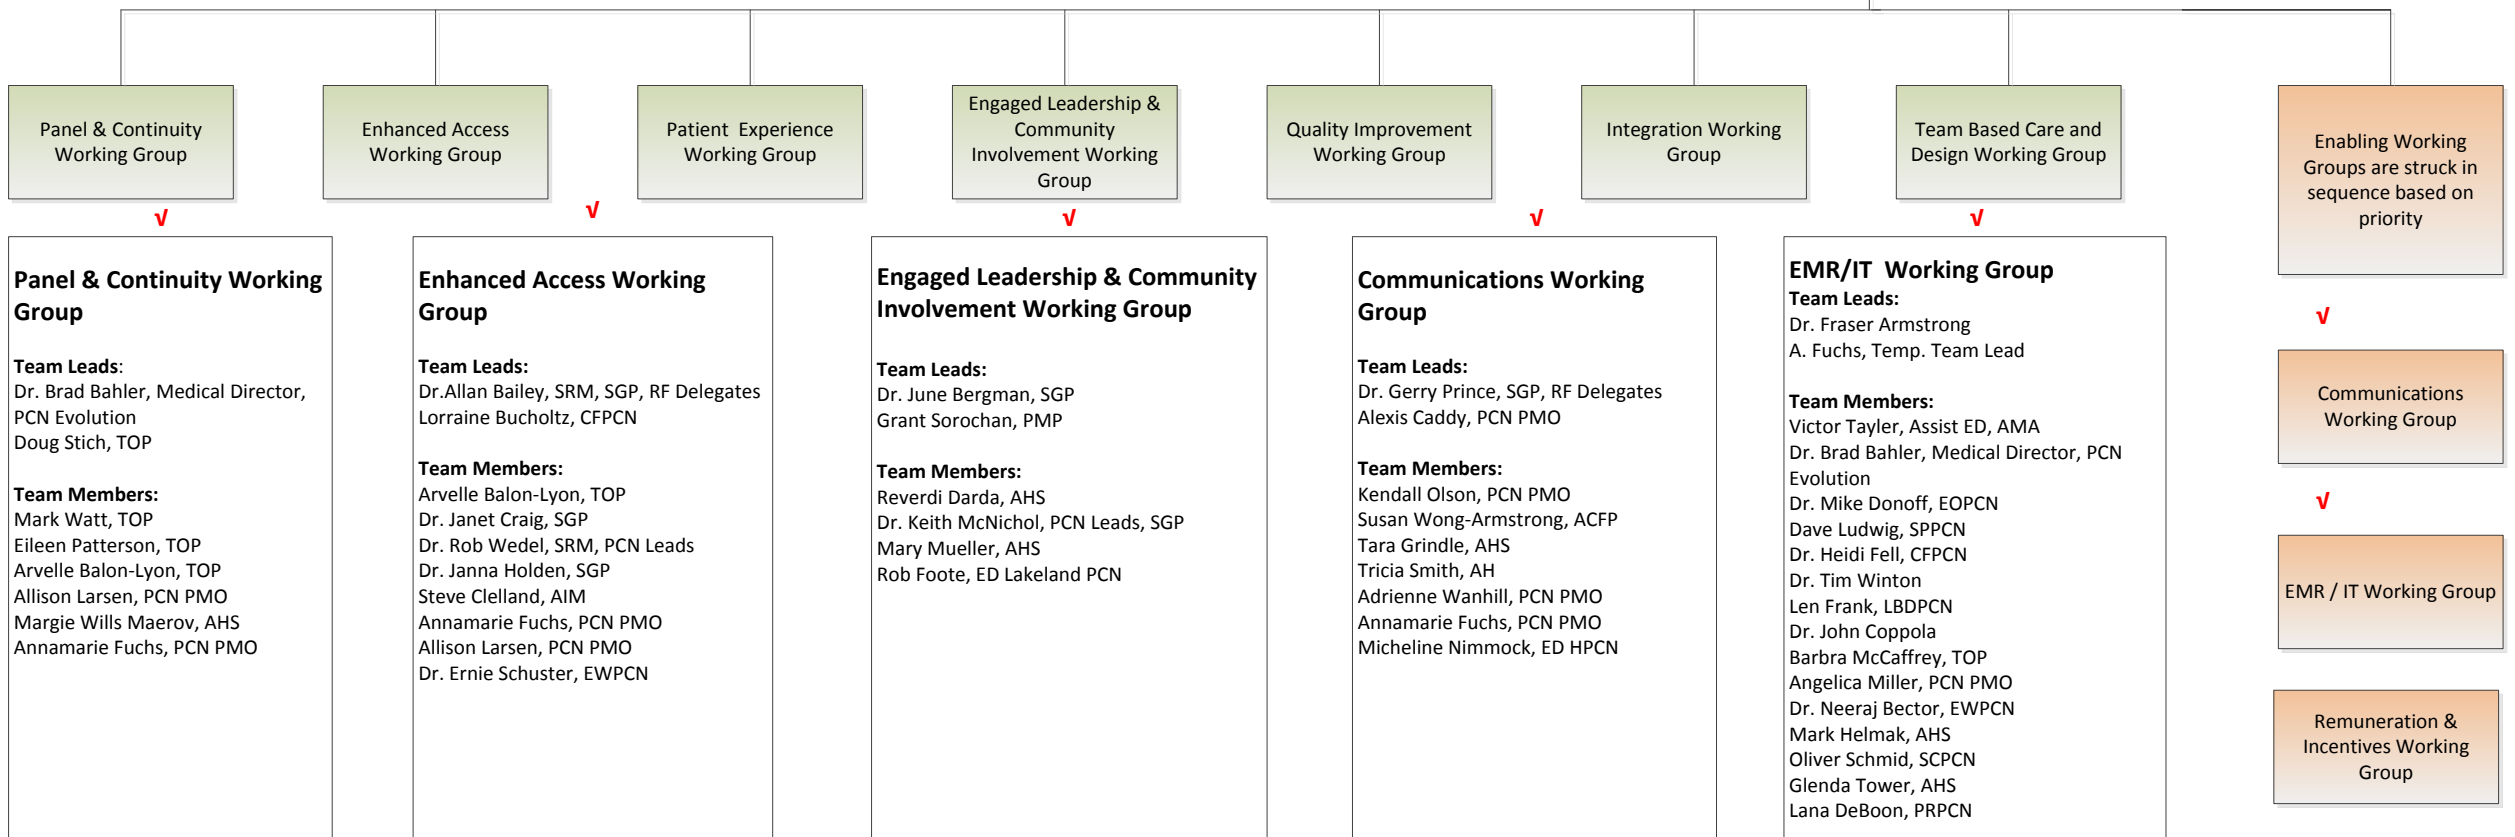 Panel & Continuity
Working Group
Enhanced Access
Working Group
Patient  Experience
Working Group
Engaged Leadership &
Community
Involvement Working
Group
Quality Improvement
Working Group
Integration Working
Group
Team Based Care and
Design Working Group
Enabling Working
Groups are struck in
sequence based on
priority
√
√
√
√
√
Panel & Continuity Working
Group
Team Leads:
Dr. Brad Bahler, Medical Director,
PCN Evolution
Doug Stich, TOP
Team Members:
Mark Watt, TOP
Eileen Patterson, TOP
Arvelle Balon-Lyon, TOP
Allison Larsen, PCN PMO
Margie Wills Maerov, AHS
Annamarie Fuchs, PCN PMO
Enhanced Access Working
Group
Team Leads:
Dr.Allan Bailey, SRM, SGP, RF Delegates
Lorraine Bucholtz, CFPCN
Team Members:
Arvelle Balon-Lyon, TOP
Dr. Janet Craig, SGP
Dr. Rob Wedel, SRM, PCN Leads
Dr. Janna Holden, SGP
Steve Clelland, AIM
Annamarie Fuchs, PCN PMO
Allison Larsen, PCN PMO
Dr. Ernie Schuster, EWPCN
Engaged Leadership & Community
Involvement Working Group
Team Leads:
Dr. June Bergman, SGP
Grant Sorochan, PMP
Team Members:
Reverdi Darda, AHS
Dr. Keith McNichol, PCN Leads, SGP
Mary Mueller, AHS
Rob Foote, ED Lakeland PCN
Communications Working
Group
Team Leads:
Dr. Gerry Prince, SGP, RF Delegates
Alexis Caddy, PCN PMO
Team Members:
Kendall Olson, PCN PMO
Susan Wong-Armstrong, ACFP
Tara Grindle, AHS
Tricia Smith, AH
Adrienne Wanhill, PCN PMO
Annamarie Fuchs, PCN PMO
Micheline Nimmock, ED HPCN
EMR/IT  Working Group
Team Leads:
Dr. Fraser Armstrong
A. Fuchs, Temp. Team Lead
Team Members:
Victor Tayler, Assist ED, AMA
Dr. Brad Bahler, Medical Director, PCN
Evolution
Dr. Mike Donoff, EOPCN
Dave Ludwig, SPPCN
Dr. Heidi Fell, CFPCN
Dr. Tim Winton
Len Frank, LBDPCN
Dr. John Coppola
Barbra McCaffrey, TOP
Angelica Miller, PCN PMO
Dr. Neeraj Bector, EWPCN
Mark Helmak, AHS
Oliver Schmid, SCPCN
Glenda Tower, AHS
Lana DeBoon, PRPCN
√
Communications
Working Group
√
EMR / IT Working Group
Remuneration &
Incentives Working
Group